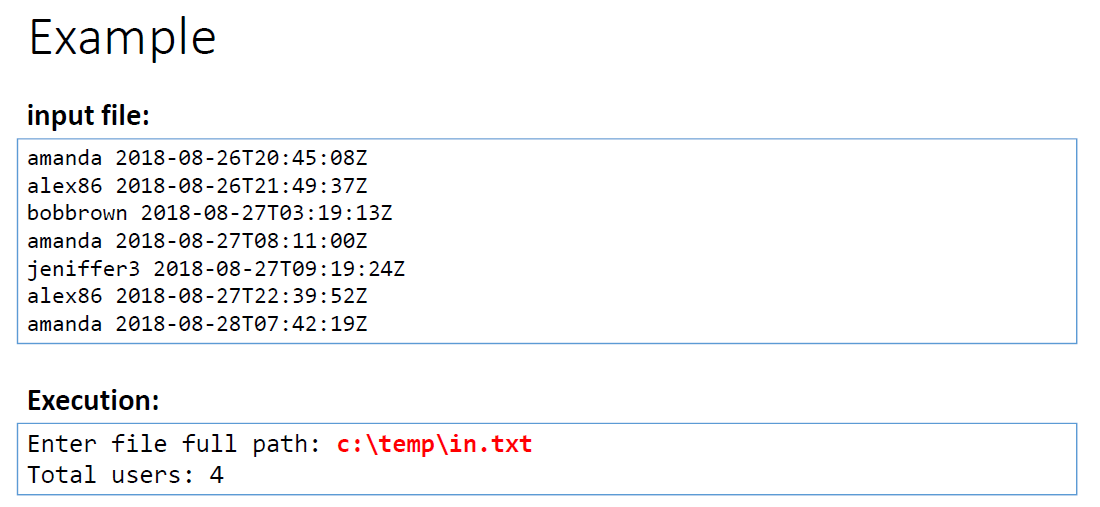 Example
input file:
amanda 2018-08-26T20:45:08Z
alex86 2018-08-26T21:49:37Z
bobbrown 2018-08-27T03:19:13Z
amanda 2018-08-27T08:11:00Z
jeniffer3 2018-08-27T09:19:24Z
alex86 2018-08-27T22:39:52Z
amanda 2018-08-28T07:42:19Z
Execution:
Enter file full path: c:\temp\in.txt
Total users: 4